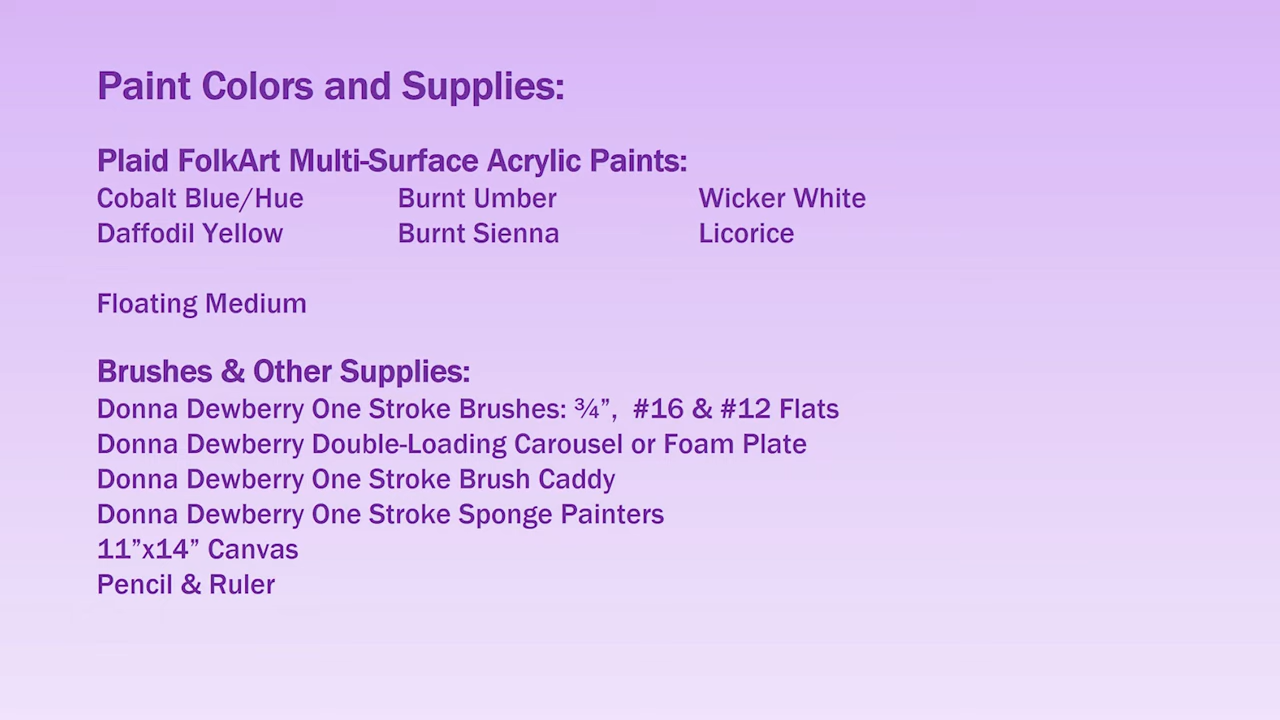 Paint Colors and Supplies:
Plaid FolkArt Multi-Surface Acrylic Paints:
Cobalt Blue/Hue Burnt Umber Wicker White
Daffodil Yellow Burnt Sienna Licorice
Floating Medium
Brushes & Other Supplies:
Donna Dewberry One Stroke Brushes: ¾”, #16 & #12 Flats
Donna Dewberry Double-Loading Carousel or Foam Plate
Donna Dewberry One Stroke Brush Caddy
Donna Dewberry One Stroke Sponge Painters
11”x14” Canvas
Pencil & Ruler